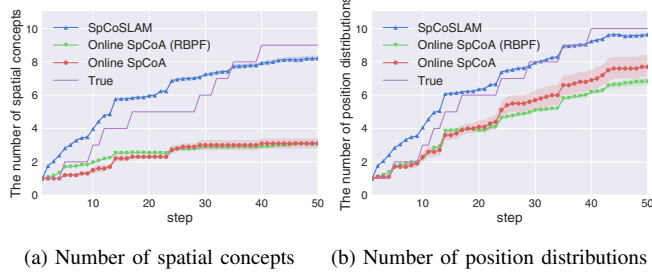 The number of spatial concepts
10
8
6
4
2
0
SpCoSLAM
Online SpCoA (RBPF)
Online SpCoA
True
10
20
30
40
50
step
(a) Number of spatial concepts
The number of position distributions
10
8
6
4
2
0
SpCoSLAM
Online SpCoA (RBPF)
Online SpCoA
True
10
20
30
40
50
step
(b) Number of position distributions